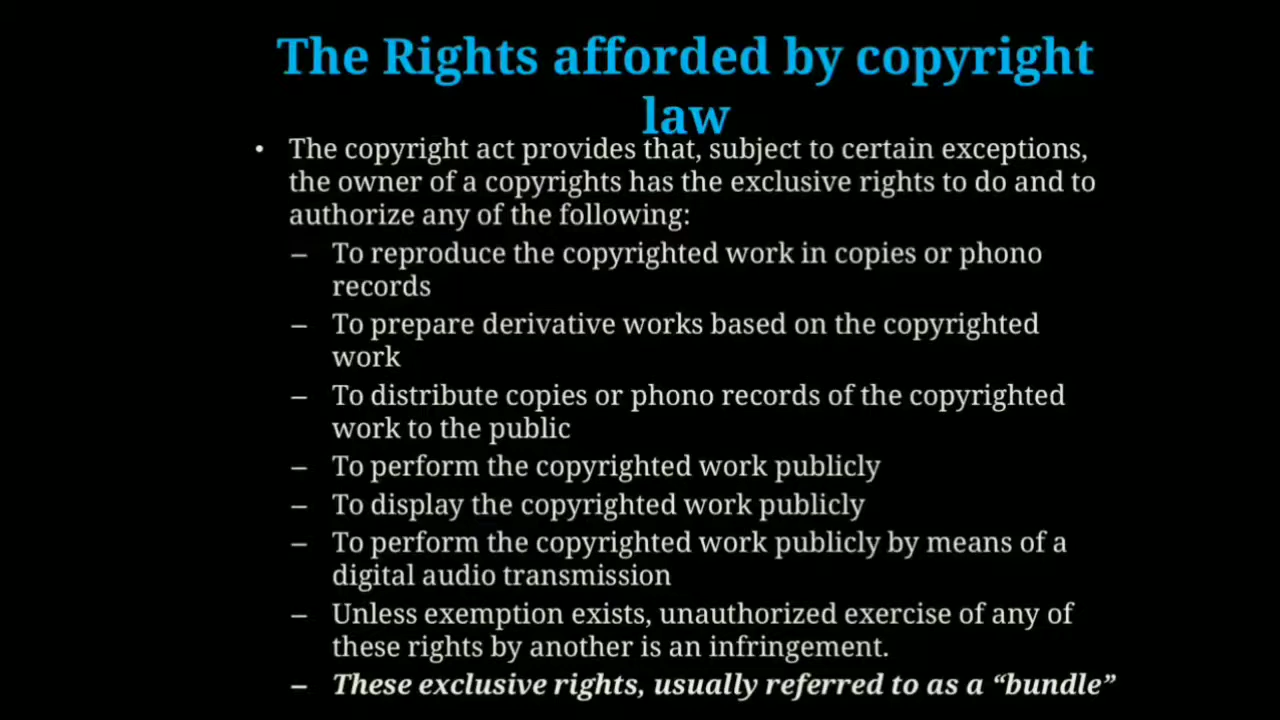 The Rights afforded by copyright
law
• The copyright act provides that, subject to certain exceptions,
the owner of a copyrights has the exclusive rights to do and to
authorize any of the following:
– To reproduce the copyrighted work in copies or phono
records
– To prepare derivative works based on the copyrighted
work
– To distribute copies or phono records of the copyrighted
work to the public
– To perform the copyrighted work publicly
– To display the copyrighted work publicly
– To perform the copyrighted work publicly by means of a
digital audio transmission
– Unless exemption exists, unauthorized exercise of any of
these rights by another is an infringement.
– These exclusive rights, usually referred to as a “bundle”